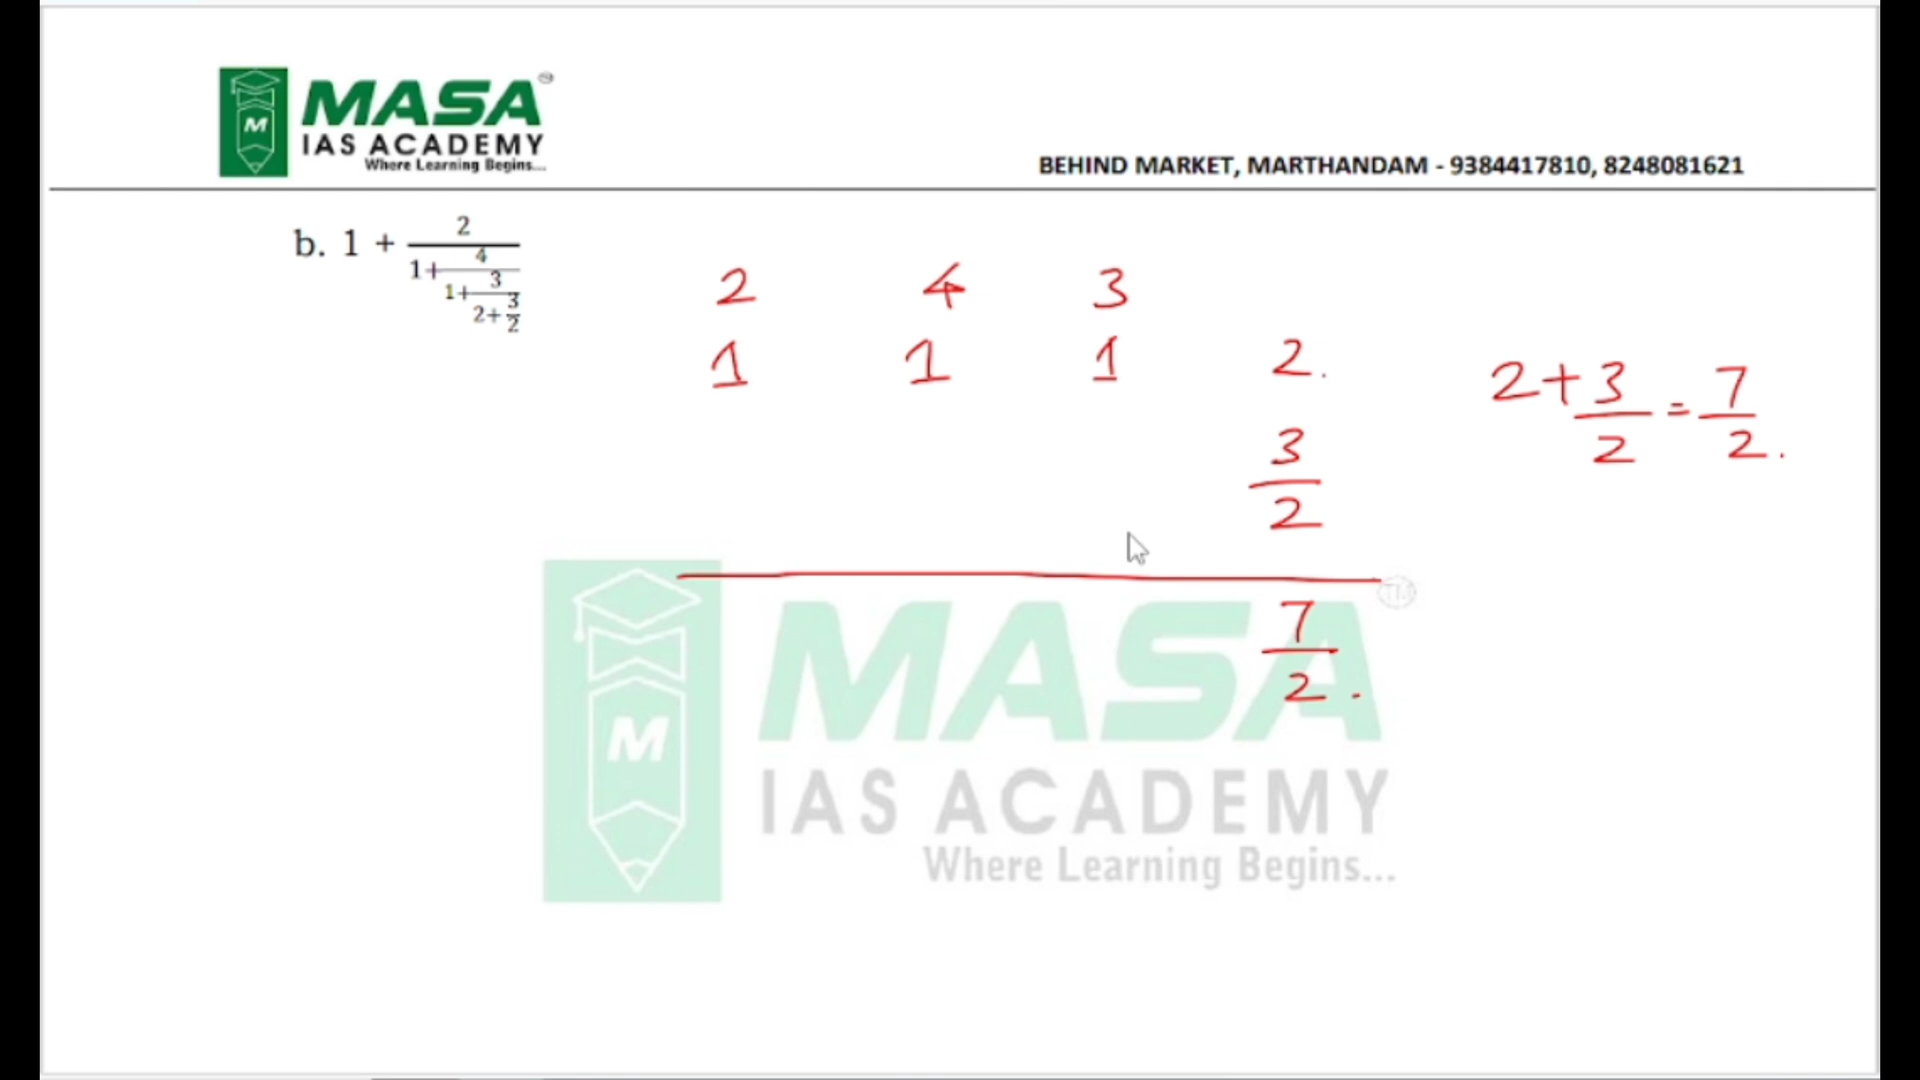 MASA
M
IAS ACADEMY
Where Learning Begins...
BEHIND MARKET, MARTHANDAM - 9384417810, 8248081621
b. 1 + 2/(1+4/(1+3/(2+3/2)))
2 4 3
1 1 1 2.
3/2
2+3/2 = 7/2.
7/2.
MASA TM
M
IAS ACADEMY
Where Learning Begins...